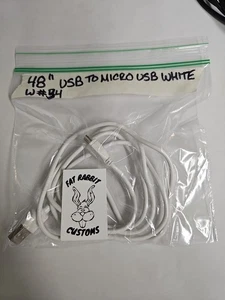 48" USB TO MICRO USB WHITE
W#34
FAT RABBIT
CUSTOMS